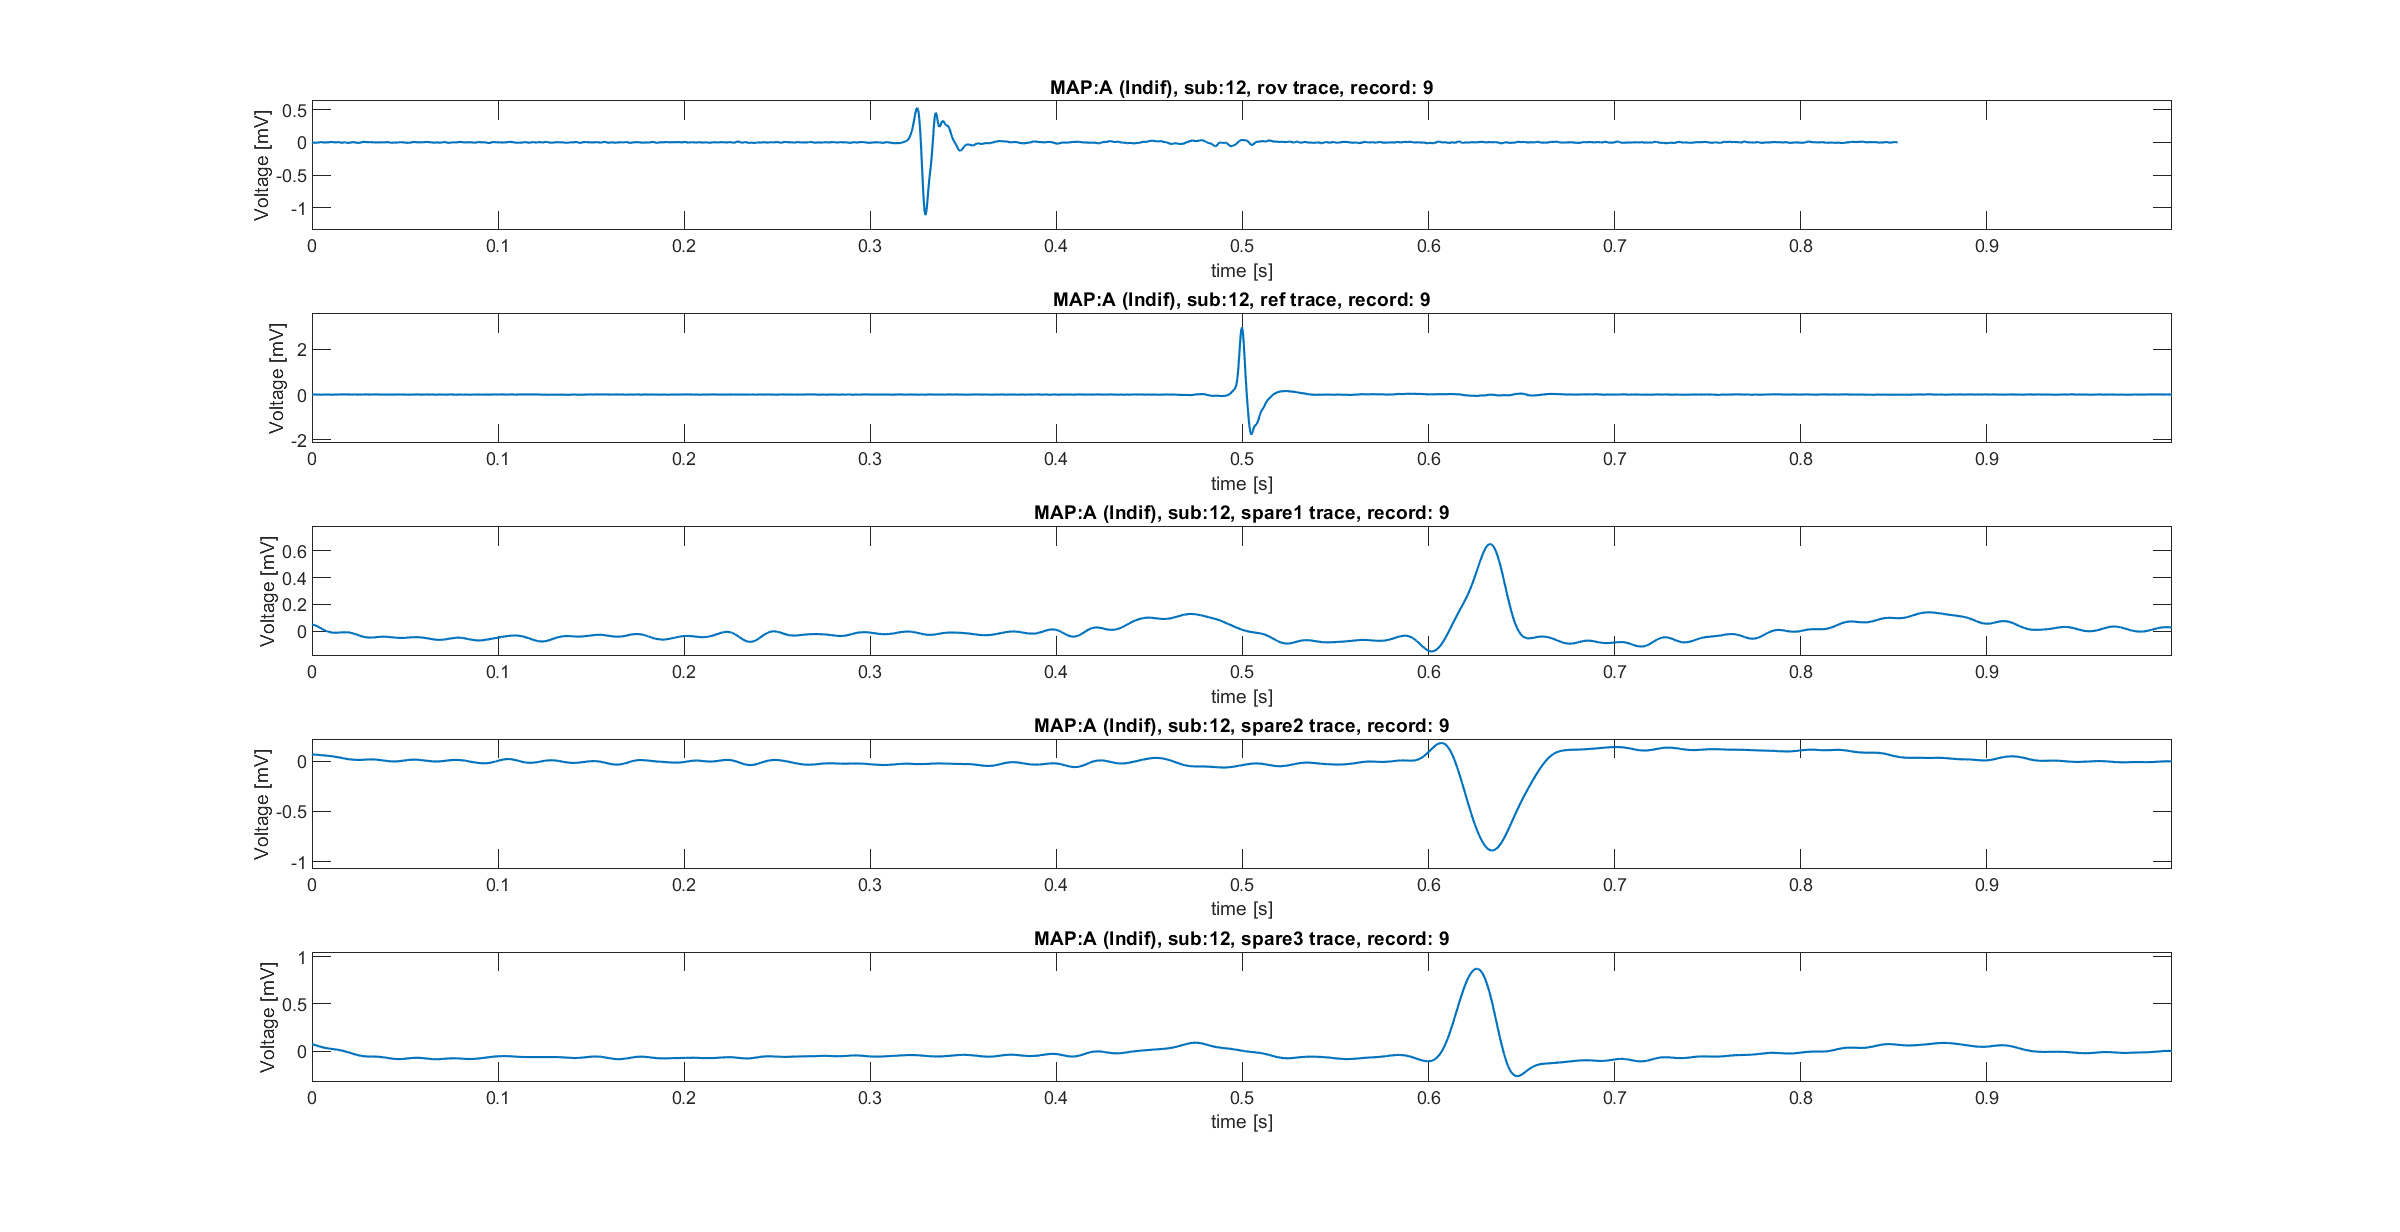 MAP:A (Indif), sub:12, rov trace, record: 9
Voltage [mV]
0.5
0
-0.5
-1
0 0.1 0.2 0.3 0.4 0.5 0.6 0.7 0.8 0.9
time [s]
MAP:A (Indif), sub:12, ref trace, record: 9
Voltage [mV]
2
0
-2
0 0.1 0.2 0.3 0.4 0.5 0.6 0.7 0.8 0.9
time [s]
MAP:A (Indif), sub:12, spare1 trace, record: 9
Voltage [mV]
0.6
0.4
0.2
0
0 0.1 0.2 0.3 0.4 0.5 0.6 0.7 0.8 0.9
time [s]
MAP:A (Indif), sub:12, spare2 trace, record: 9
Voltage [mV]
0
-0.5
-1
0 0.1 0.2 0.3 0.4 0.5 0.6 0.7 0.8 0.9
time [s]
MAP:A (Indif), sub:12, spare3 trace, record: 9
Voltage [mV]
1
0.5
0
0 0.1 0.2 0.3 0.4 0.5 0.6 0.7 0.8 0.9
time [s]